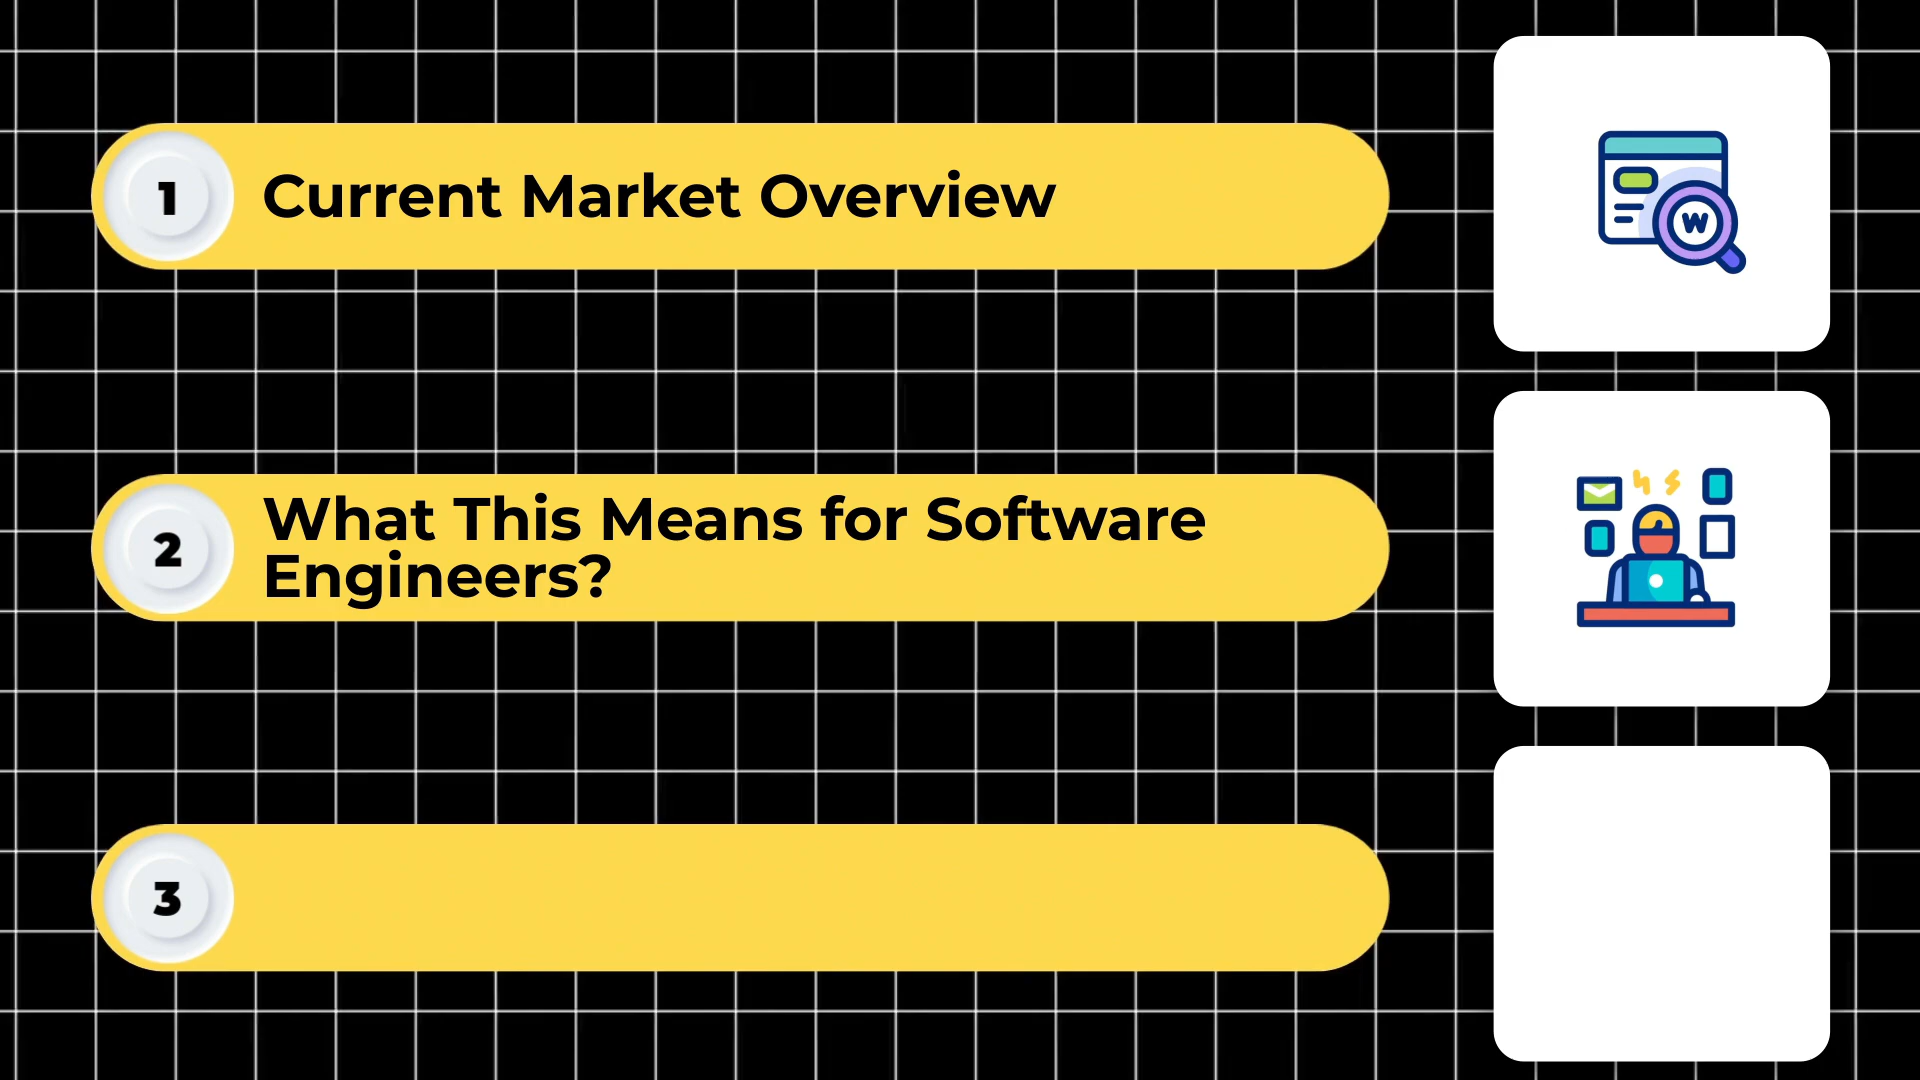 1
Current Market Overview
W
2
What This Means for Software
Engineers?
3